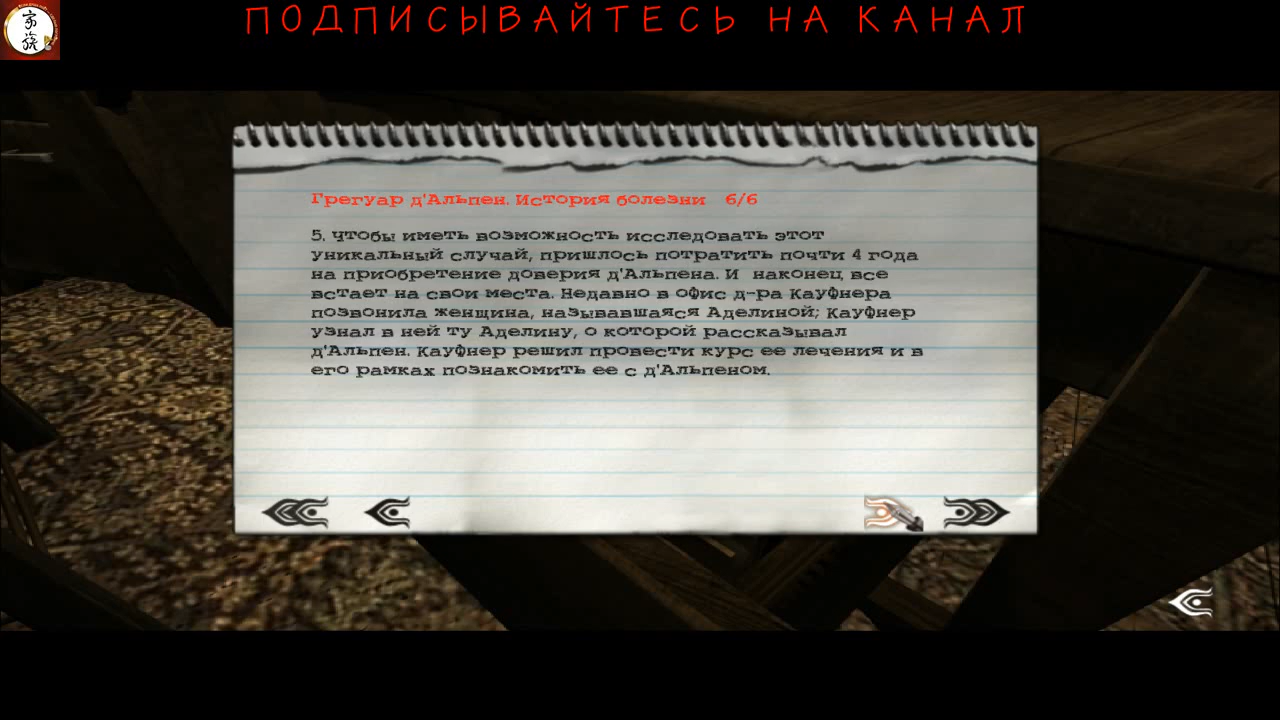 ПОДПИСЫВАЙТЕСЬ НА КАНАЛ
Грегуар д'Альпен. История болезни 6/6
5. Чтобы иметь возможность исследовать этот
уникальный случай, пришлось потратить почти 4 года
на приобретение доверия д'Альпена. И наконец все
встает на свои места. Недавно в офис д-ра Кауфнера
позвонила женщина, называвшаяся Аделиной; Кауфнер
узнал в ней ту Аделину, о которой рассказывал
д'Альпен. Кауфнер решил провести курс ее лечения и в
его рамках познакомить ее с д'Альпеном.